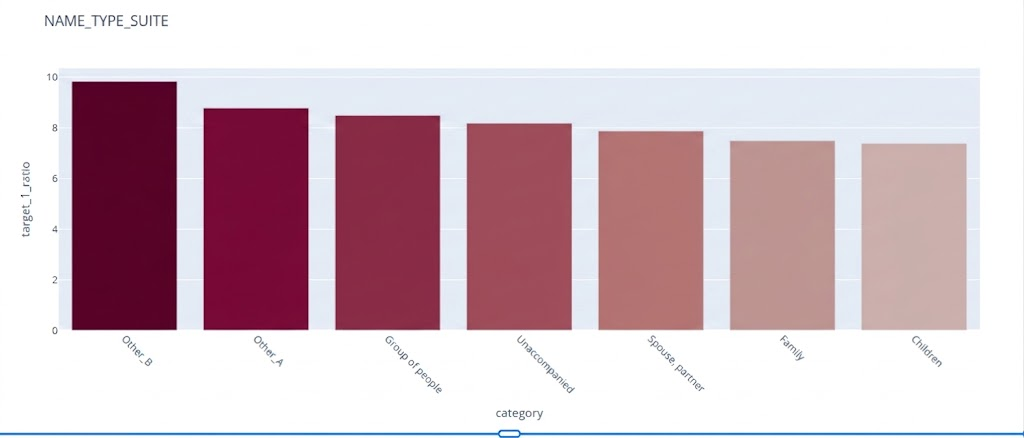 NAME_TYPE_SUITE
target_1_ratio
10
8
6
4
2
0
Other_B
Other_A
Group of people
Unaccompanied
Spouse, partner
Family
Children
category